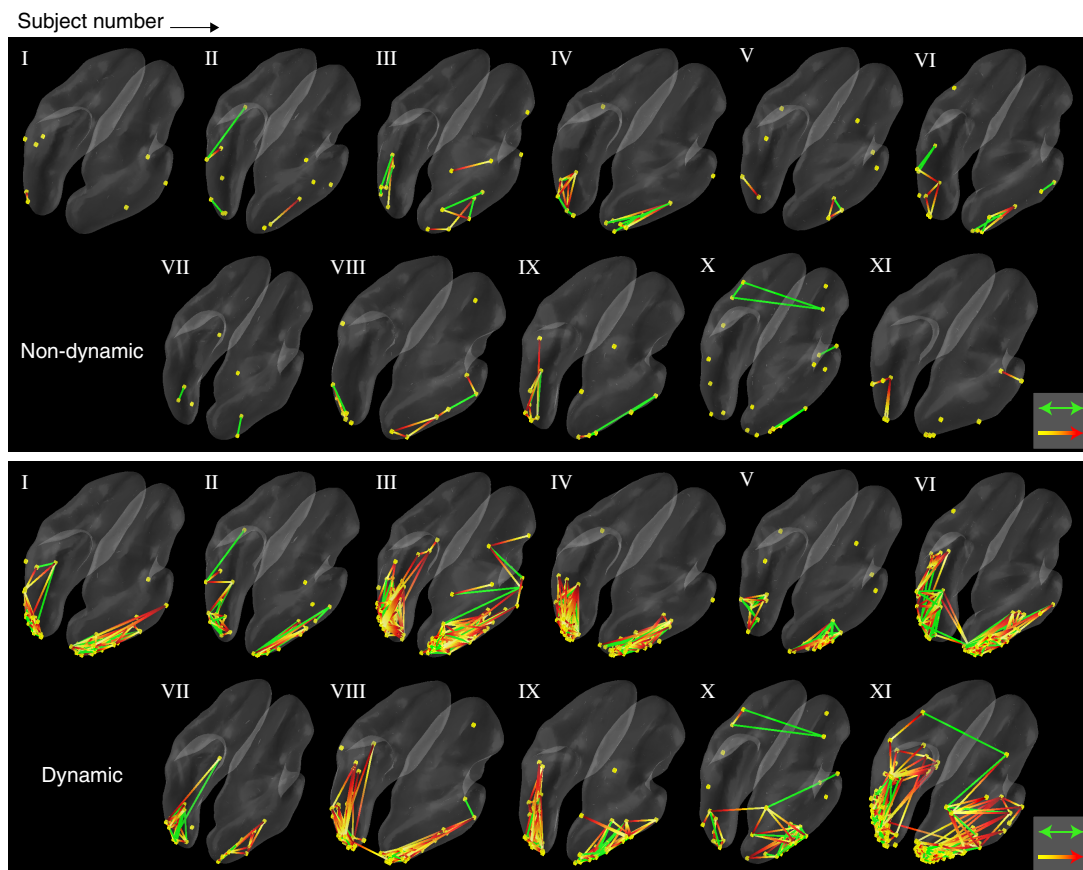 Subject number
I II III IV V VI
VII VIII IX X XI
Non-dynamic
I II III IV V VI
VII VIII IX X XI
Dynamic